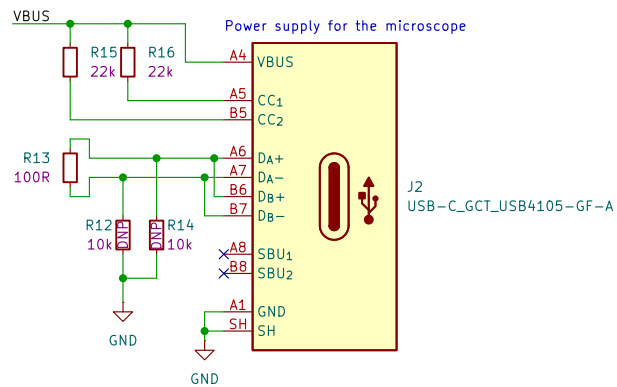 VBUS
Power supply for the microscope
R15 R16
22k 22k
A4 VBUS
A5 CC1
B5 CC2
R13
100R
A6 DA+
A7 DA-
B6 DB+
B7 DB-
J2
USB-C_GCT_USB4105-GF-A
R12 DNP DNP R14
10k 10k
A8 SBU1
B8 SBU2
A1 GND
SH SH
GND
GND